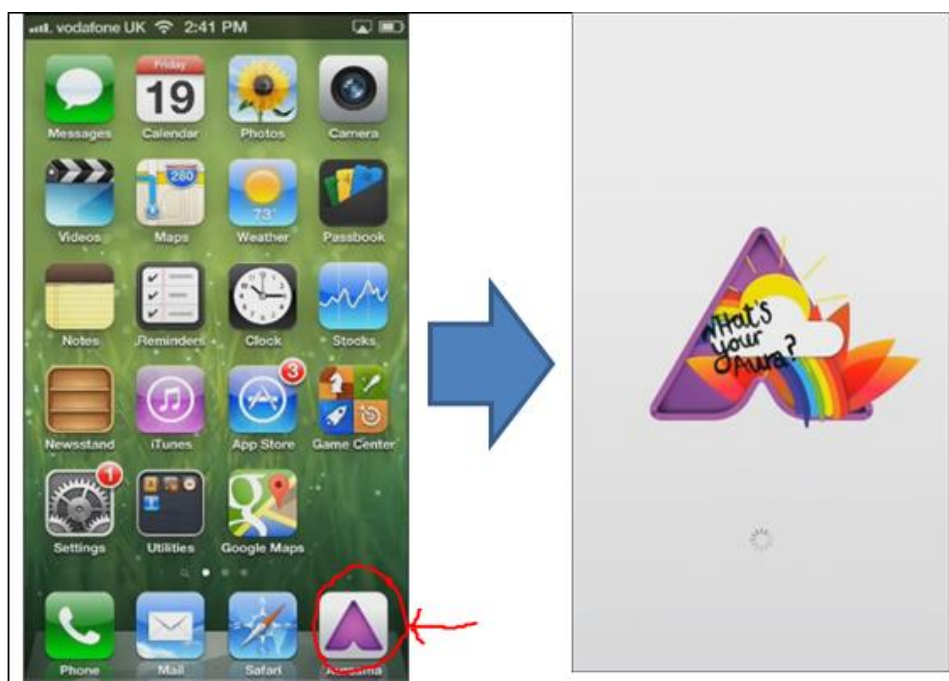 vodafone UK 2:41 PM
Friday
19
280
73°
Messages Calendar Photos Camera
Videos Maps Weather Passbook
Notes Reminders Clock Stocks
3
Newsstand iTunes App Store Game Center
1
Settings Utilities Google Maps
Phone Mail Safari Aurasma
What's
your
Aura?